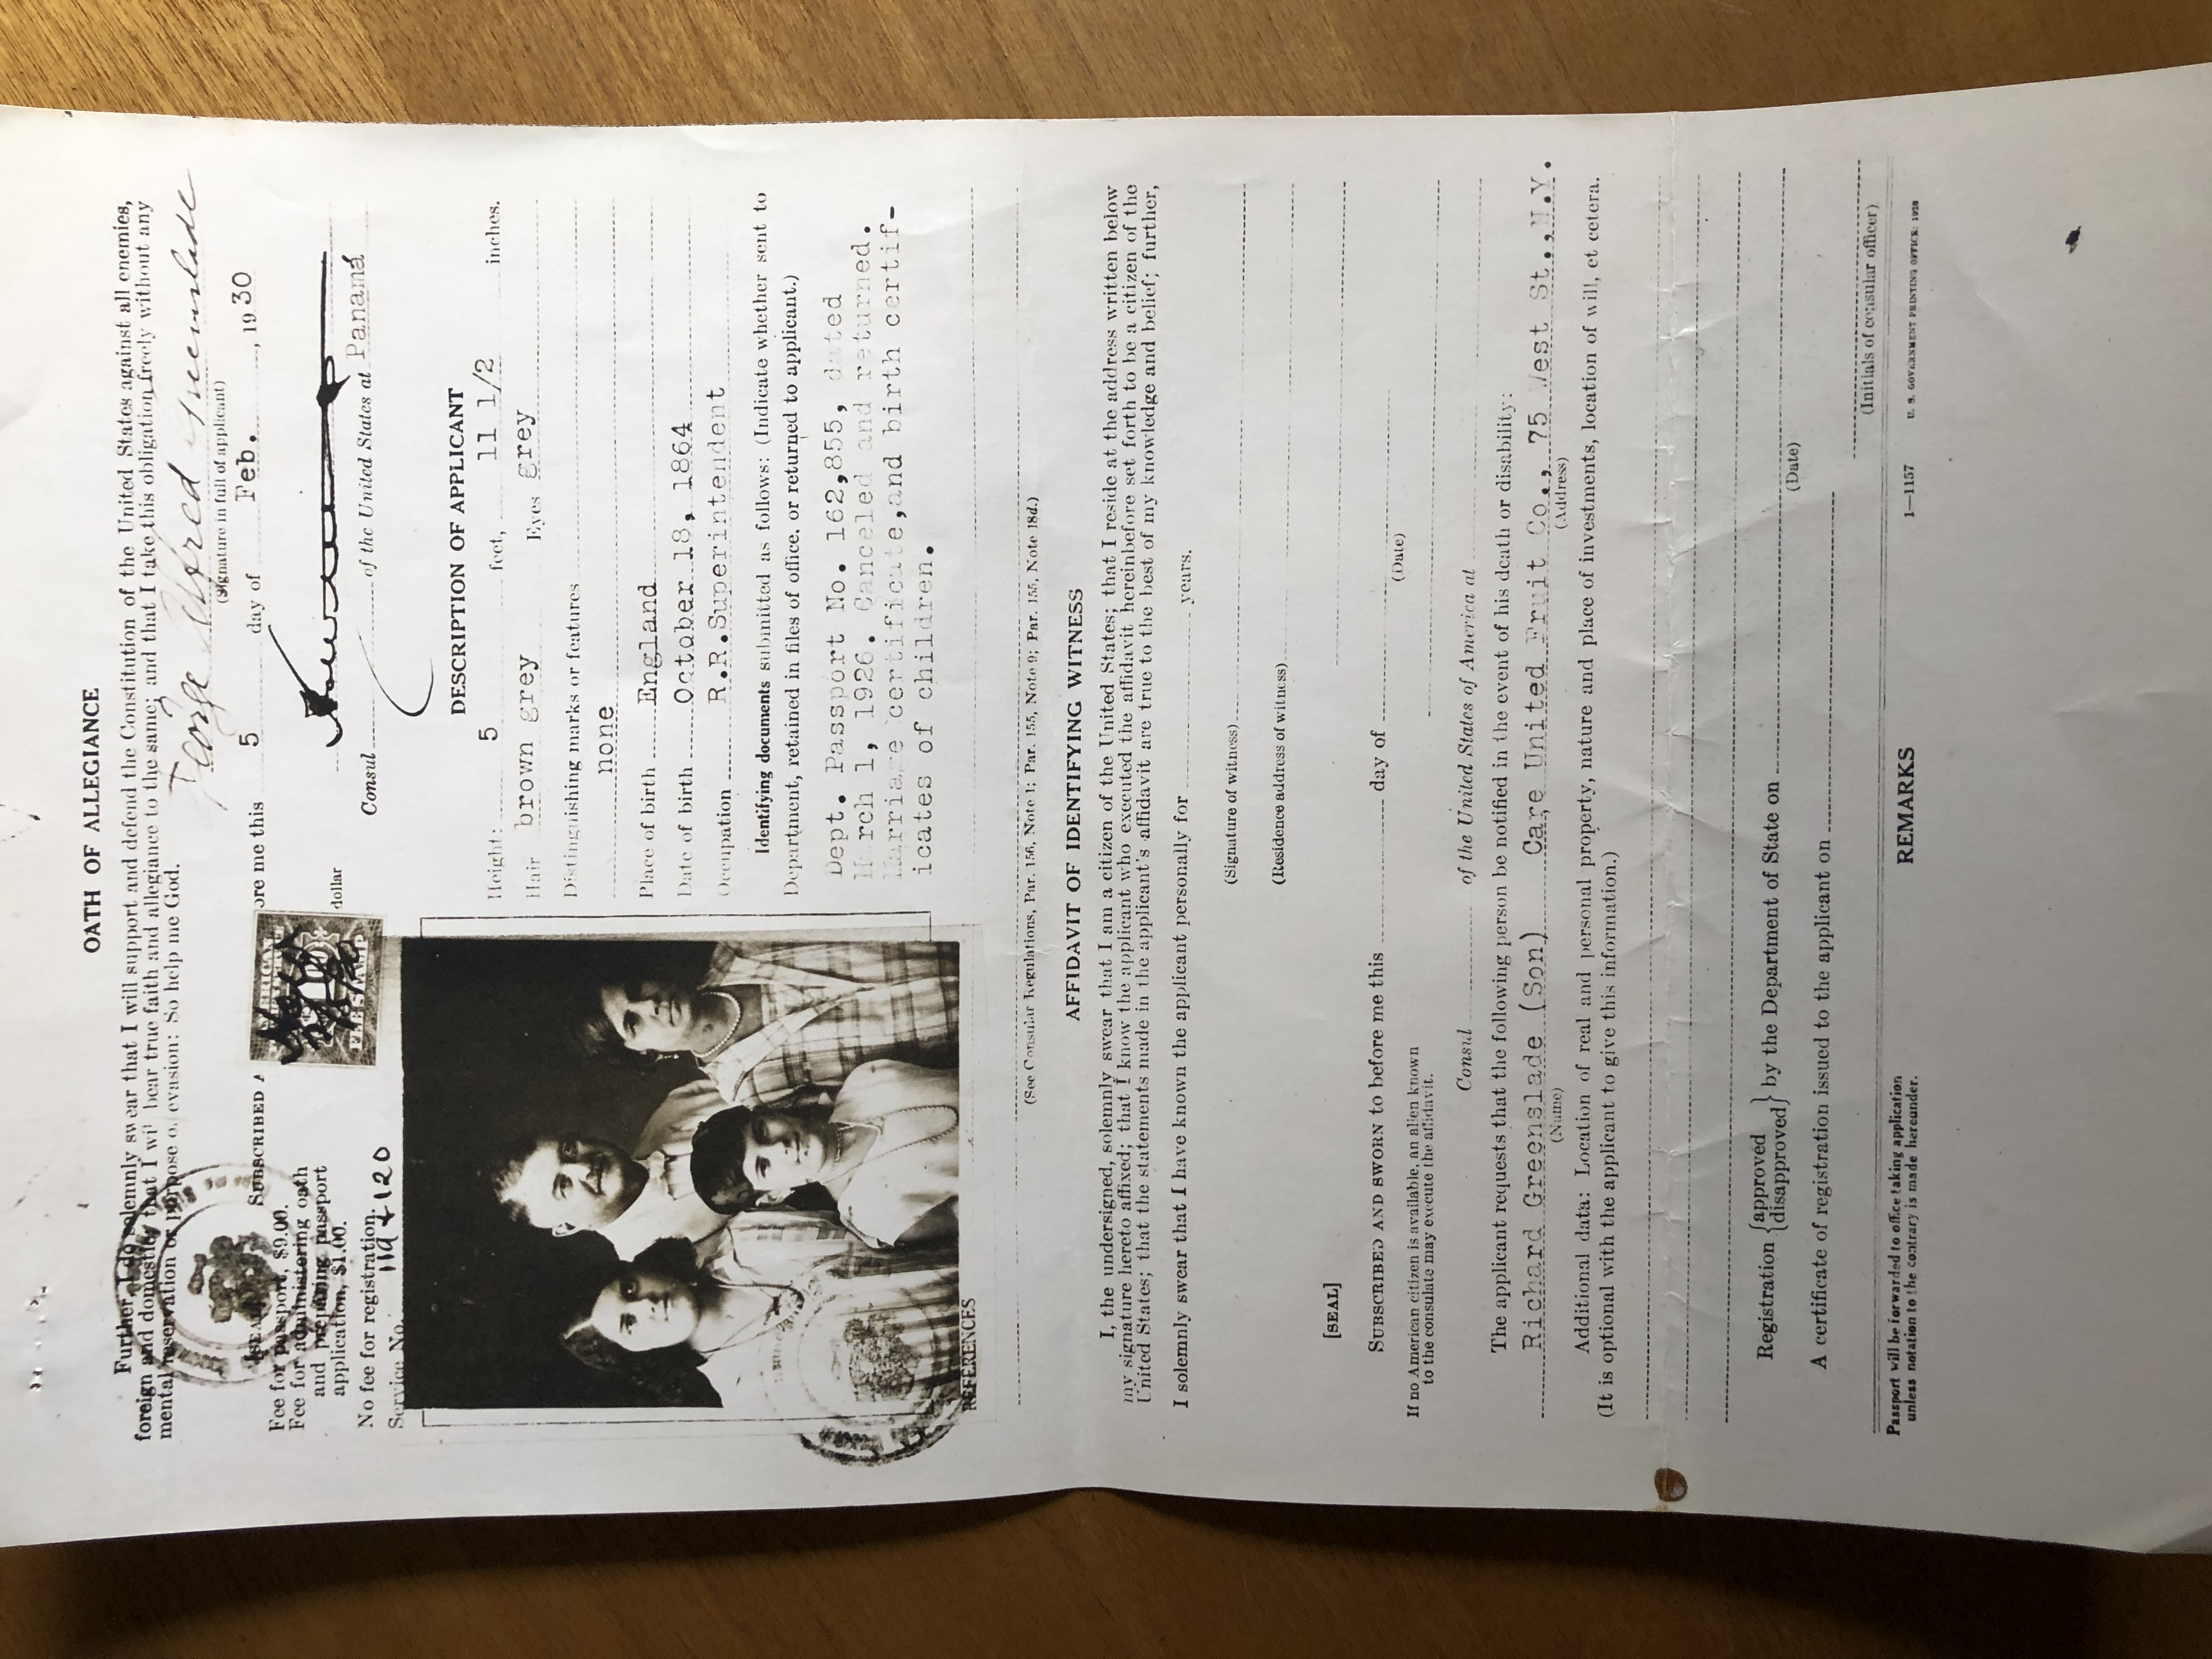 OATH OF ALLEGIANCE
Further, I do solemnly swear that I will support and defend the Constitution of the United States against all enemies,
foreign and domestic, that I wi bear true faith and allegiance to the same; and that I take this obligation freely without any
mental reservation or purpose o evasion: So help me God.
George Alfred Greenslade
(Signature in full of applicant)
[SEAL] SUBSCRIBED A ore me this 5 day of Feb., 1930
Fee for passport, $9.00.
Fee for administering oath
and preparing passport
application, $1.00.
AMERICAN
FEE STAMP
dollar
No fee for registration.
Consul of the United States at Panamá
Service No. 119 & 120
DESCRIPTION OF APPLICANT
Height: 5 feet, 11 1/2 inches.
Hair brown grey Eyes grey
Distinguishing marks or features
none
Place of birth England
Date of birth October 18, 1864
Occupation R.R.Superintendent
Identifying documents submitted as follows: (Indicate whether sent to
Department, retained in files of office. or returned to applicant.)
Dept. Passport No. 162,855, dated
March 1, 1926. Canceled and returned.
Marriage certificate,and birth certif-
icates of children.
REFERENCES
(See Consular Regulations, Par. 156, Note 1; Par. 155, Note 9; Par. 155, Note 18d.)
AFFIDAVIT OF IDENTIFYING WITNESS
I, the undersigned, solemnly swear that I am a citizen of the United States; that I reside at the address written below
my signature hereto affixed; that I know the applicant who executed the affidavit hereinbefore set forth to be a citizen of the
United States; that the statements made in the applicant's affidavit are true to the best of my knowledge and belief; further,
I solemnly swear that I have known the applicant personally for years.
(Signature of witness)
(Residence address of witness)
[SEAL]
SUBSCRIBED AND SWORN to before me this day of
(Date)
If no American citizen is available, an alien known
to the consulate may execute the affidavit.
Consul of the United States of America at
The applicant requests that the following person be notified in the event of his death or disability:
Richard Greenslade (Son) Care United Fruit Co., 75 West St.,N.Y.
(Name) (Address)
Additional data: Location of real and personal property, nature and place of investments, location of will, et cetera.
(It is optional with the applicant to give this information.)
Registration {approved
disapproved} by the Department of State on
(Date)
A certificate of registration issued to the applicant on
(Initials of consular officer)
Passport will be forwarded to office taking application
unless notation to the contrary is made hereunder.
REMARKS
1—1157 U. S. GOVERNMENT PRINTING OFFICE: 1928